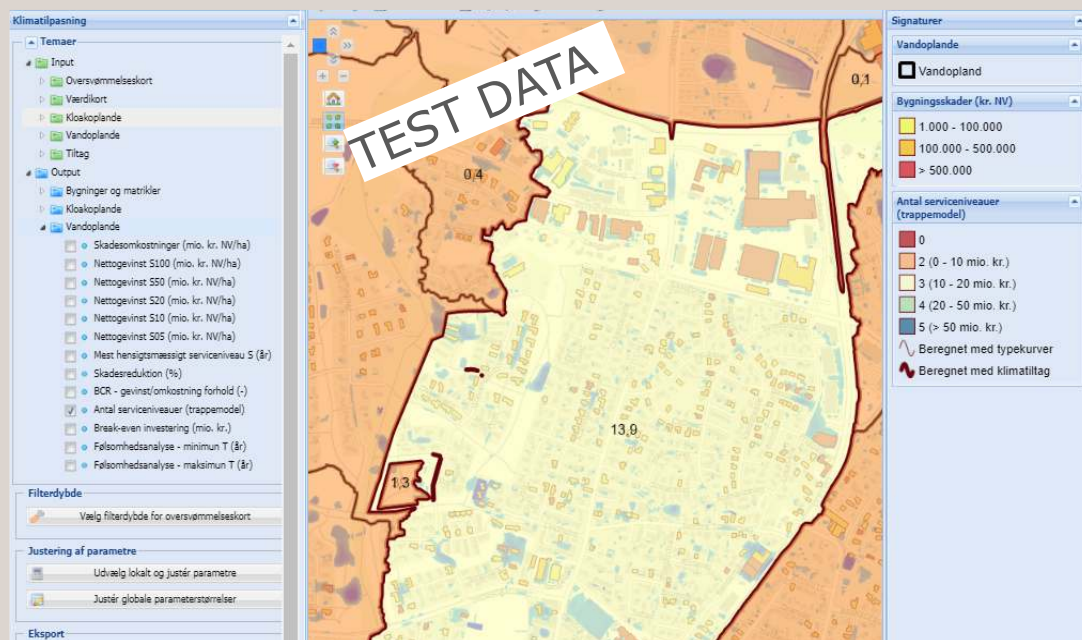 Klimatilpasning
Temaer
Input
Oversvømmelseskort
Værdikort
Kloakoplande
Vandoplande
Tiltag
Output
Bygninger og matrikler
Kloakoplande
Vandoplande
Skadesomkostninger (mio. kr. NV/ha)
Nettogevinst S100 (mio. kr. NV/ha)
Nettogevinst S50 (mio. kr. NV/ha)
Nettogevinst S20 (mio. kr. NV/ha)
Nettogevinst S10 (mio. kr. NV/ha)
Nettogevinst S05 (mio. kr. NV/ha)
Mest hensigtsmæssigt serviceniveau S (år)
Skadesreduktion (%)
BCR - gevinst/omkostning forhold (-)
Antal serviceniveauer (trappemodel)
Break-even investering (mio. kr.)
Følsomhedsanalyse - minimun T (år)
Følsomhedsanalyse - maksimun T (år)
Filterdybde
Vælg filterdybde for oversvømmelseskort
Justering af parametre
Udvælg lokalt og justér parametre
Justér globale parameterstørrelser
Eksport
TEST DATA
0,1
0,4
13,9
1,3
Signaturer
Vandoplande
Vandopland
Bygningsskader (kr. NV)
1.000 - 100.000
100.000 - 500.000
> 500.000
Antal serviceniveauer
(trappemodel)
0
2 (0 - 10 mio. kr.)
3 (10 - 20 mio. kr.)
4 (20 - 50 mio. kr.)
5 (> 50 mio. kr.)
Beregnet med typekurver
Beregnet med klimatiltag